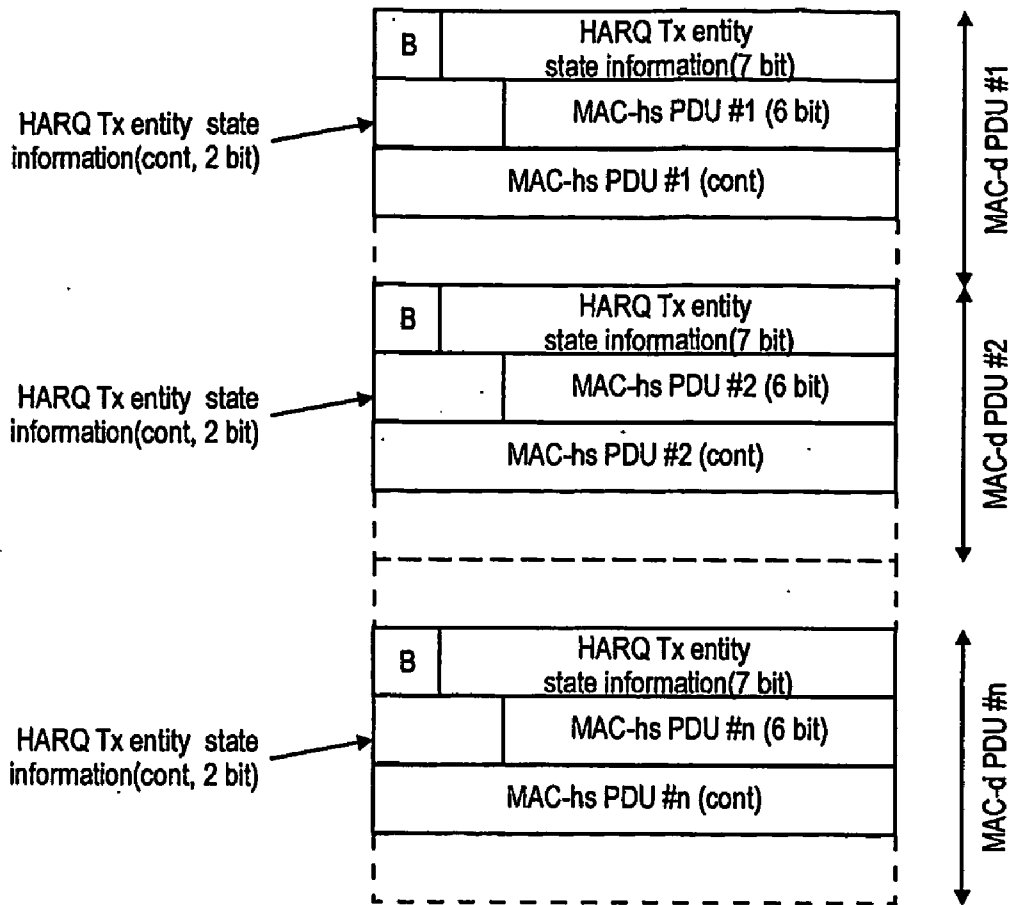 B
HARQ Tx entity
state information(7 bit)
HARQ Tx entity state
information(cont, 2 bit)
MAC-hs PDU #1 (6 bit)
MAC-hs PDU #1 (cont)
MAC-d PDU #1
B
HARQ Tx entity
state information(7 bit)
HARQ Tx entity state
information(cont, 2 bit)
MAC-hs PDU #2 (6 bit)
MAC-hs PDU #2 (cont)
MAC-d PDU #2
B
HARQ Tx entity
state information(7 bit)
HARQ Tx entity state
information(cont, 2 bit)
MAC-hs PDU #n (6 bit)
MAC-hs PDU #n (cont)
MAC-d PDU #n